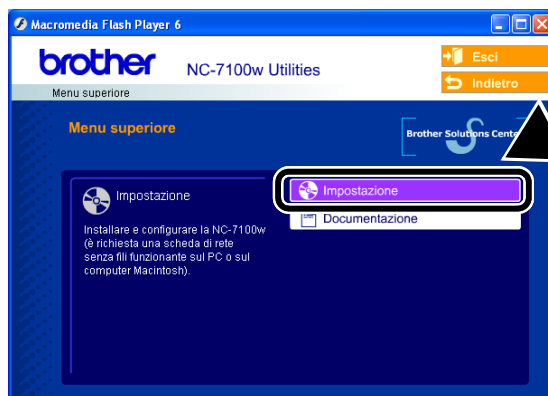 Macromedia Flash Player 6
brother
NC-7100w Utilities
Esci
Indietro
Menu superiore
Menu superiore
Brother Solutions Cente
Impostazione
Installare e configurare la NC-7100w
(è richiesta una scheda di rete
senza fili funzionante sul PC o sul
computer Macintosh).
Impostazione
Documentazione